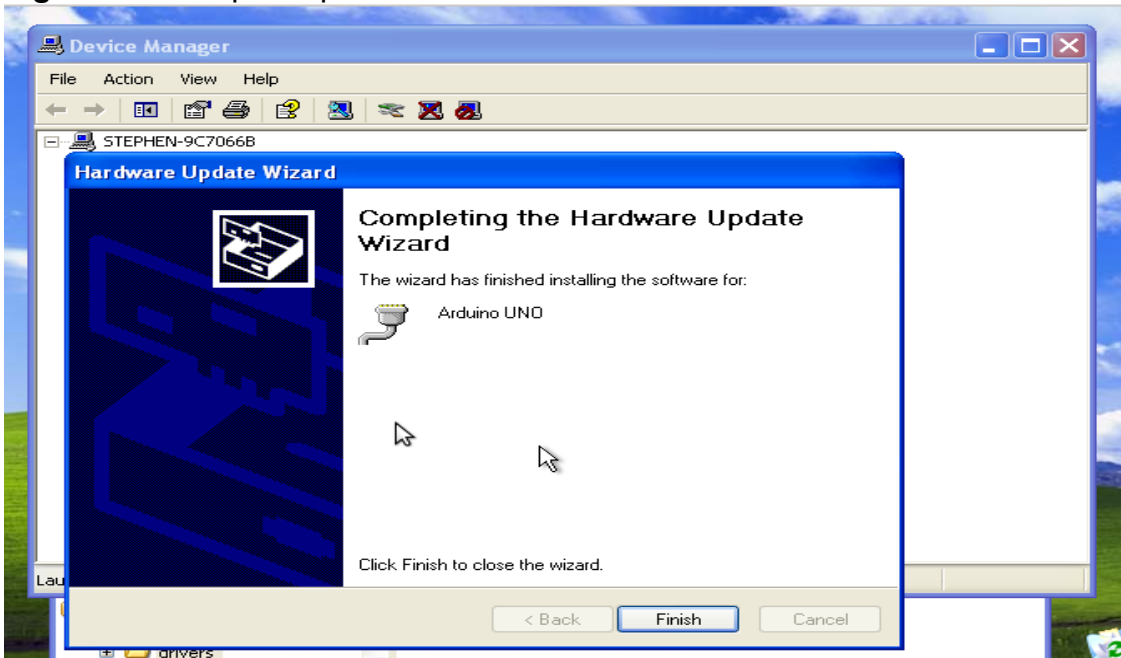 Device Manager
File Action View Help
STEPHEN-9C7066B
Hardware Update Wizard
Completing the Hardware Update
Wizard
The wizard has finished installing the software for:
Arduino UNO
Click Finish to close the wizard.
Lau
< Back Finish Cancel
drivers